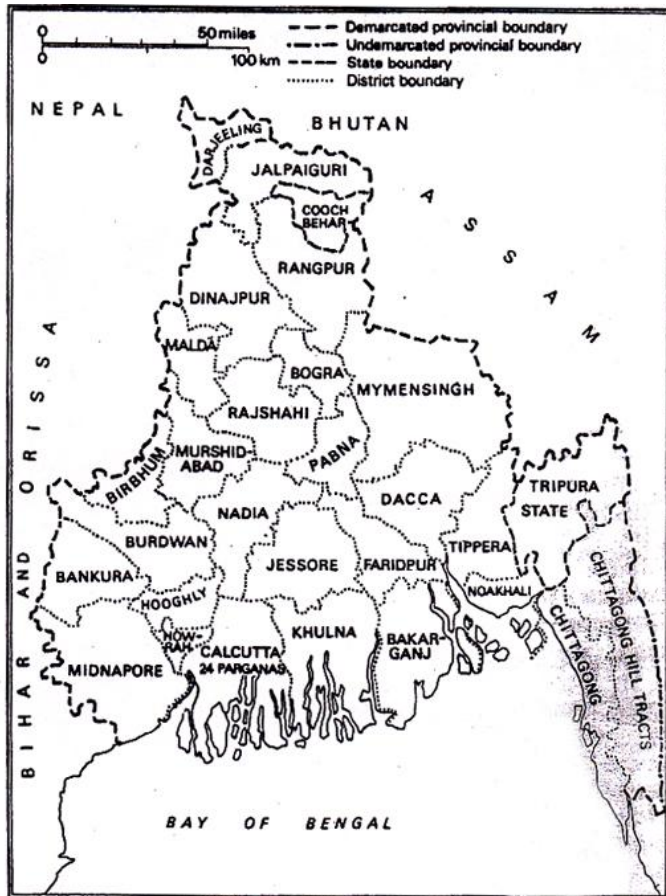 0 50 miles
0 100 km
Demarcated provincial boundary
Undemarcated provincial boundary
State boundary
District boundary
NEPAL
BHUTAN
DARJEELING
JALPAIGURI
COOCH
BEHAR
ASSAM
RANGPUR
DINAJPUR
MALDA
BOGRA
MYMENSINGH
RAJSHAHI
BIHAR AND ORISSA
MURSHID-
ABAD
PABNA
BIRBHUM
DACCA
TRIPURA
STATE
NADIA
BURDWAN
TIPPERA
BANKURA
JESSORE
FARIDPUR
NOAKHALI
HOOGHLY
CHITTAGONG HILL TRACTS
CHITTAGONG
HOW-
RAH
CALCUTTA
24 PARGANAS
KHULNA
BAKAR-
GANJ
MIDNAPORE
BAY OF BENGAL